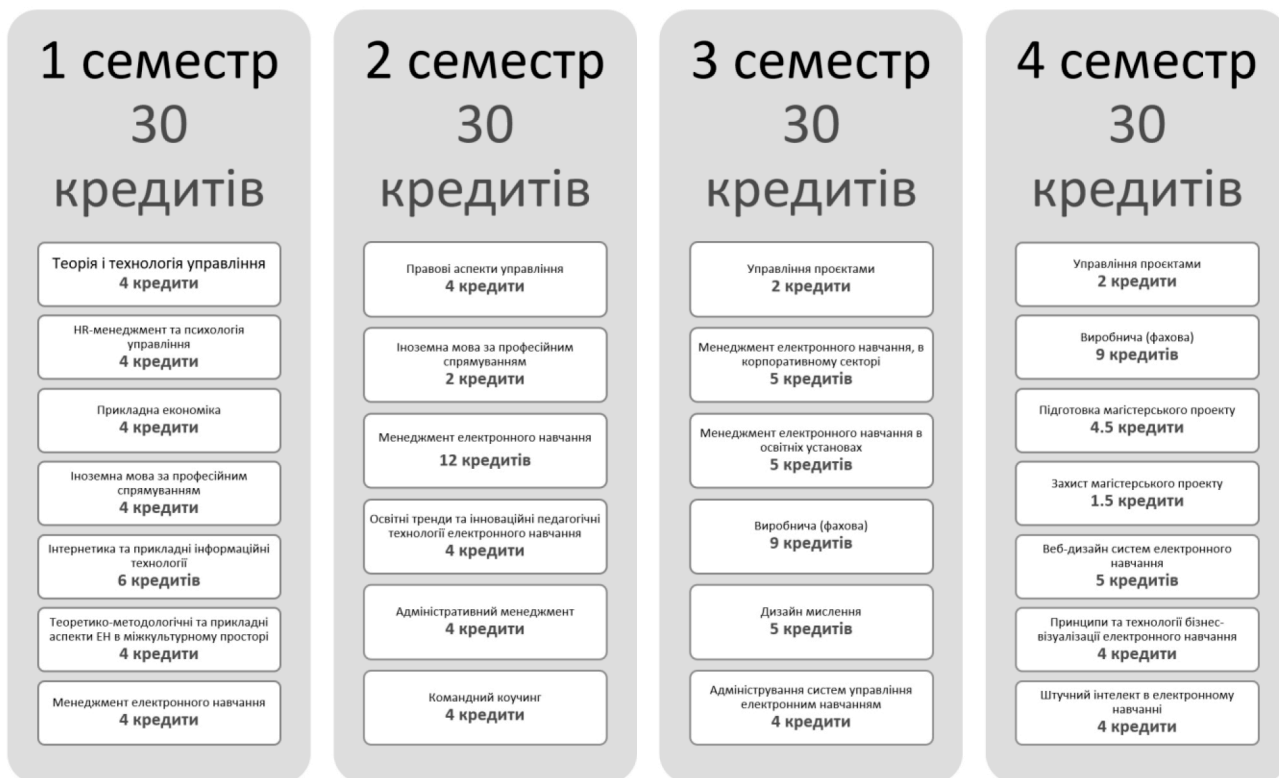 1 семестр
30
кредитів
Теорія і технологія управління
4 кредити
HR-менеджмент та психологія
управління
4 кредити
Прикладна економіка
4 кредити
Іноземна мова за професійним
спрямуванням
4 кредити
Інтернетика та прикладні інформаційні
технології
6 кредитів
Теоретико-методологічні та прикладні
аспекти ЕН в міжкультурному просторі
4 кредити
Менеджмент електронного навчання
4 кредити
2 семестр
30
кредитів
Правові аспекти управління
4 кредити
Іноземна мова за професійним
спрямуванням
2 кредити
Менеджмент електронного навчання
12 кредитів
Освітні тренди та інноваційні педагогічні
технології електронного навчання
4 кредити
Адміністративний менеджмент
4 кредити
Командний коучинг
4 кредити
3 семестр
30
кредитів
Управління проєктами
2 кредити
Менеджмент електронного навчання, в
корпоративному секторі
5 кредитів
Менеджмент електронного навчання в
освітніх установах
5 кредитів
Виробнича (фахова)
9 кредитів
Дизайн мислення
5 кредитів
Адміністрування систем управління
електронним навчанням
4 кредити
4 семестр
30
кредитів
Управління проєктами
2 кредити
Виробнича (фахова)
9 кредитів
Підготовка магістерського проекту
4.5 кредити
Захист магістерського проекту
1.5 кредити
Веб-дизайн систем електронного
навчання
5 кредитів
Принципи та технології бізнес-
візуалізації електронного навчання
4 кредити
Штучний інтелект в електронному
навчанні
4 кредити